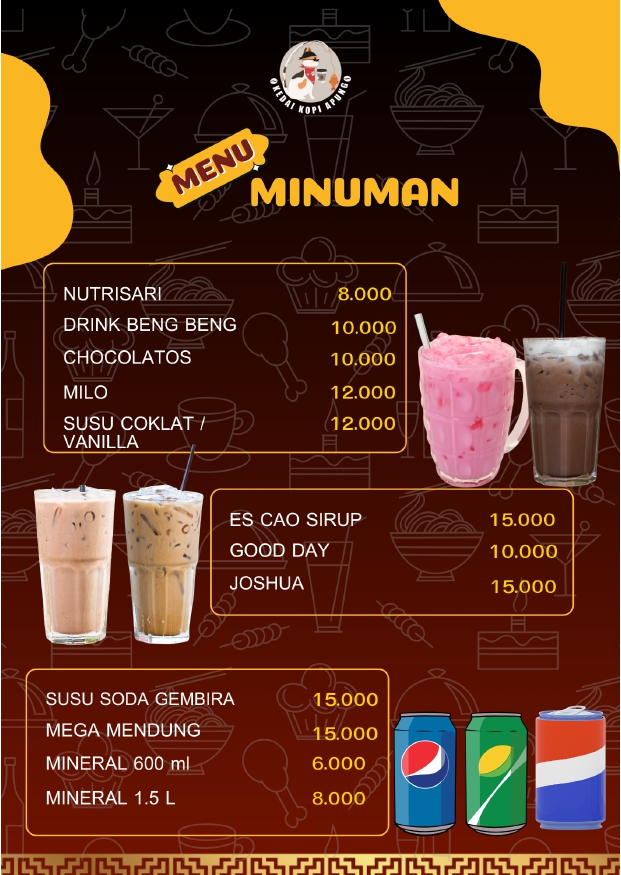 KEDAI KOPI APUNGO
MENU
MINUMAN
NUTRISARI 8.000
DRINK BENG BENG 10.000
CHOCOLATOS 10.000
MILO 12.000
SUSU COKLAT / 12.000
VANILLA
ES CAO SIRUP 15.000
GOOD DAY 10.000
JOSHUA 15.000
SUSU SODA GEMBIRA 15.000
MEGA MENDUNG 15.000
MINERAL 600 ml 6.000
MINERAL 1.5 L 8.000